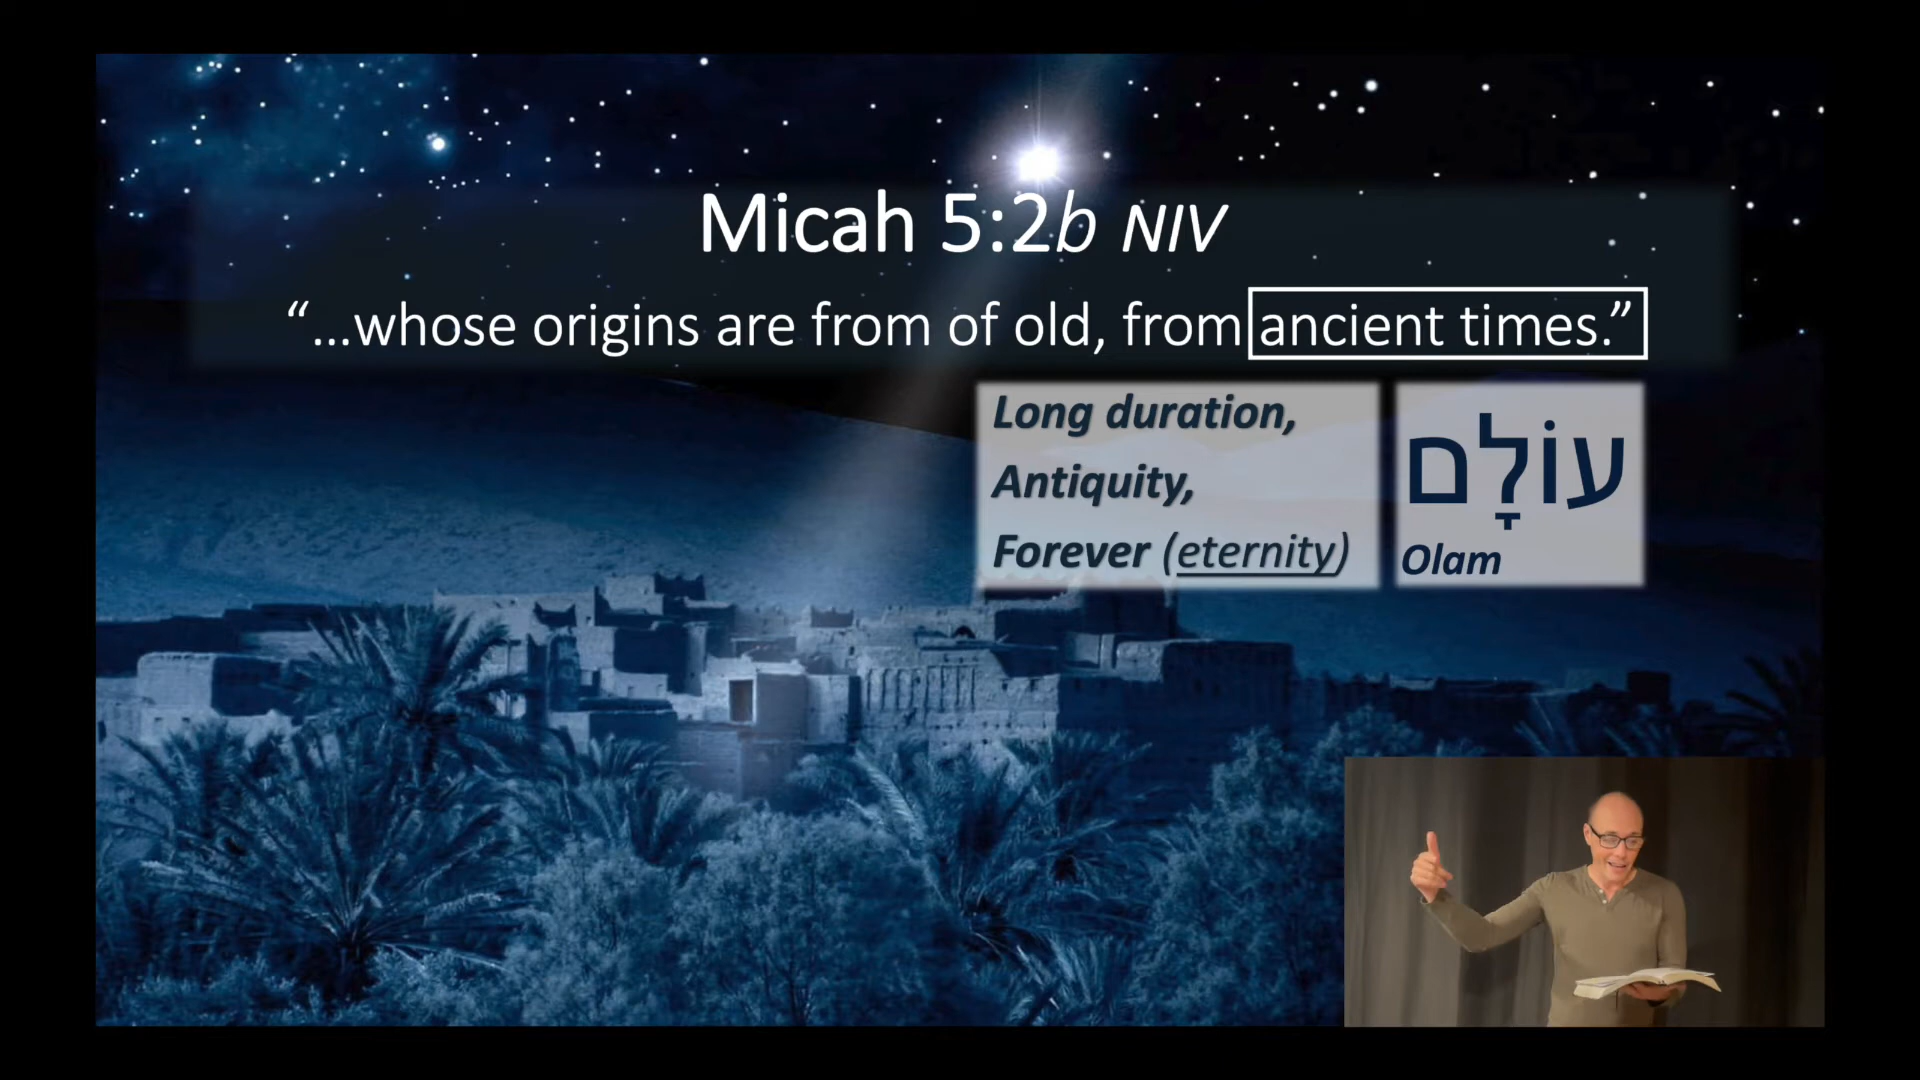 Micah 5:2b NIV
“...whose origins are from of old, from ancient times.”
Long duration,
Antiquity,
Forever (eternity)
עוֹלָם
Olam